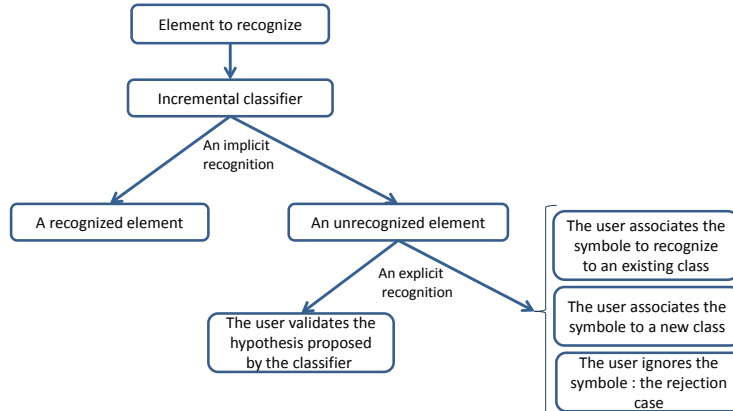 Element to recognize
Incremental classifier
An implicit
recognition
A recognized element
An unrecognized element
An explicit
recognition
The user validates the
hypothesis proposed
by the classifier
The user associates the
symbole to recognize
to an existing class
The user associates the
symbole to a new class
The user ignores the
symbole : the rejection
case